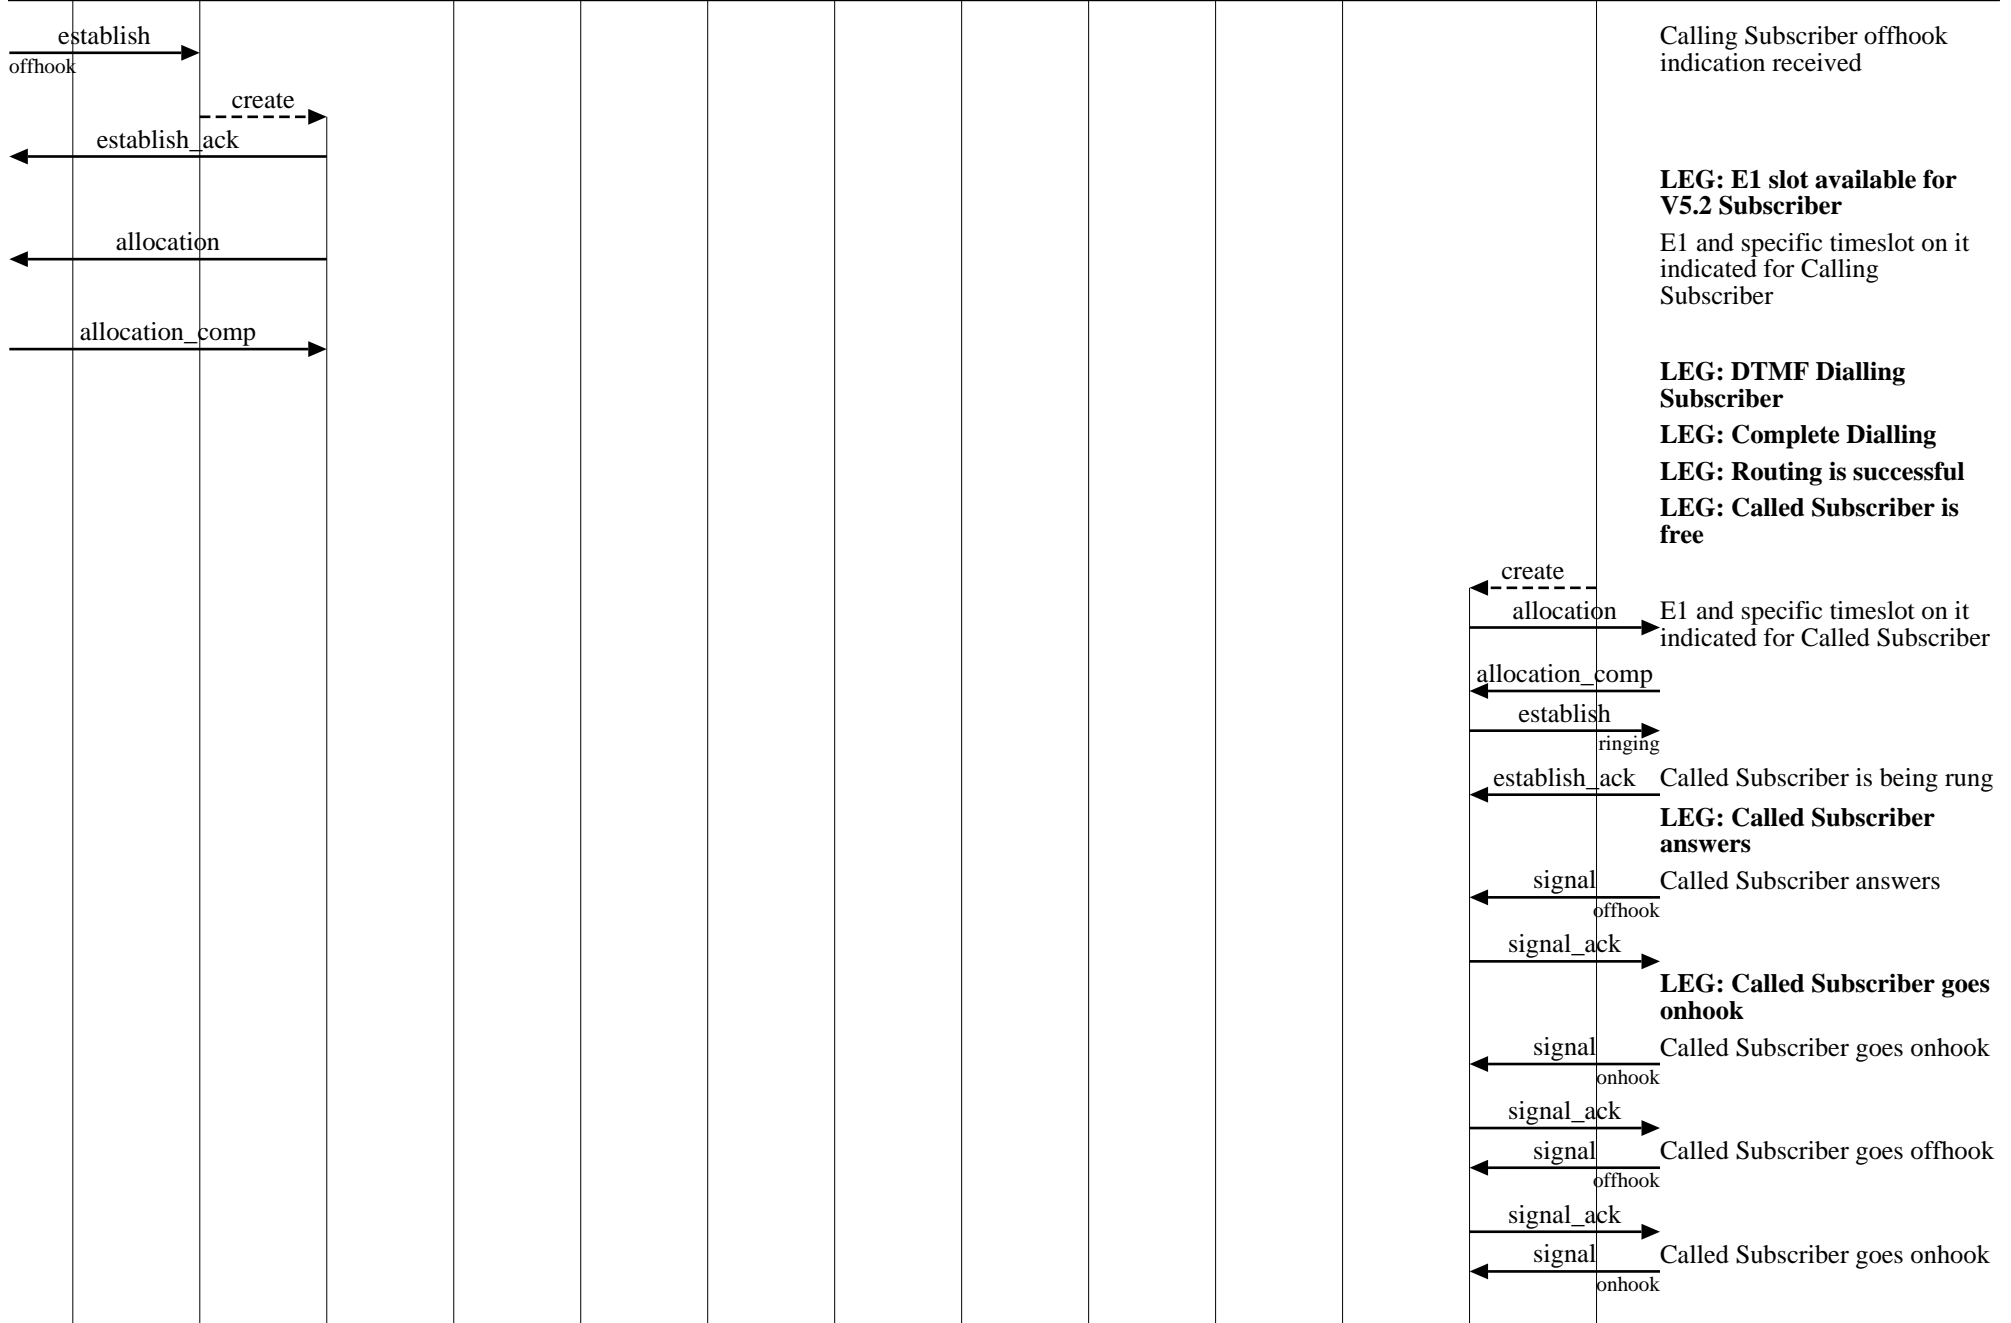 establish
Calling Subscriber offhook
indication received
offhook
create
establish_ack
LEG: E1 slot available for
V5.2 Subscriber
allocation
E1 and specific timeslot on it
indicated for Calling
Subscriber
allocation_comp
LEG: DTMF Dialling
Subscriber
LEG: Complete Dialling
LEG: Routing is successful
LEG: Called Subscriber is
free
create
allocation
E1 and specific timeslot on it
indicated for Called Subscriber
allocation_comp
establish
ringing
establish_ack
Called Subscriber is being rung
LEG: Called Subscriber
answers
signal
Called Subscriber answers
offhook
signal_ack
LEG: Called Subscriber goes
onhook
signal
Called Subscriber goes onhook
onhook
signal_ack
signal
Called Subscriber goes offhook
offhook
signal_ack
signal
Called Subscriber goes onhook
onhook